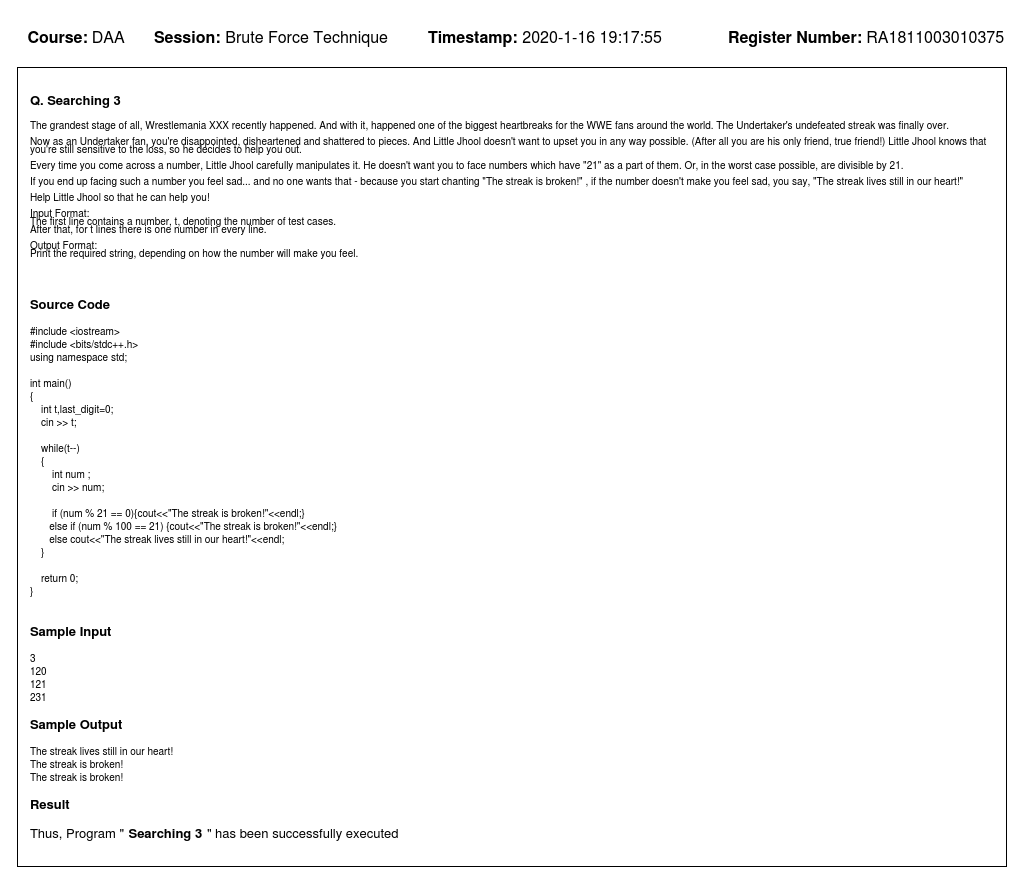 Course: DAA Session: Brute Force Technique Timestamp: 2020-1-16 19:17:55 Register Number: RA1811003010375
Q. Searching 3
The grandest stage of all, Wrestlemania XXX recently happened. And with it, happened one of the biggest heartbreaks for the WWE fans around the world. The Undertaker's undefeated streak was finally over.
Now as an Undertaker fan, you're disappointed, disheartened and shattered to pieces. And Little Jhool doesn't want to upset you in any way possible. (After all you are his only friend, true friend!) Little Jhool knows that
you're still sensitive to the loss, so he decides to help you out.
Every time you come across a number, Little Jhool carefully manipulates it. He doesn't want you to face numbers which have "21" as a part of them. Or, in the worst case possible, are divisible by 21.
If you end up facing such a number you feel sad... and no one wants that - because you start chanting "The streak is broken!" , if the number doesn't make you feel sad, you say, "The streak lives still in our heart!"
Help Little Jhool so that he can help you!
Input Format:
The first line contains a number, t, denoting the number of test cases.
After that, for t lines there is one number in every line.
Output Format:
Print the required string, depending on how the number will make you feel.
Source Code
#include <iostream>
#include <bits/stdc++.h>
using namespace std;
int main()
{
    int t,last_digit=0;
    cin >> t;
    while(t--)
    {
        int num ;
        cin >> num;
        if (num % 21 == 0){cout<<"The streak is broken!"<<endl;}
       else if (num % 100 == 21) {cout<<"The streak is broken!"<<endl;}
       else cout<<"The streak lives still in our heart!"<<endl;
    }
    return 0;
}
Sample Input
3
120
121
231
Sample Output
The streak lives still in our heart!
The streak is broken!
The streak is broken!
Result
Thus, Program " Searching 3 " has been successfully executed